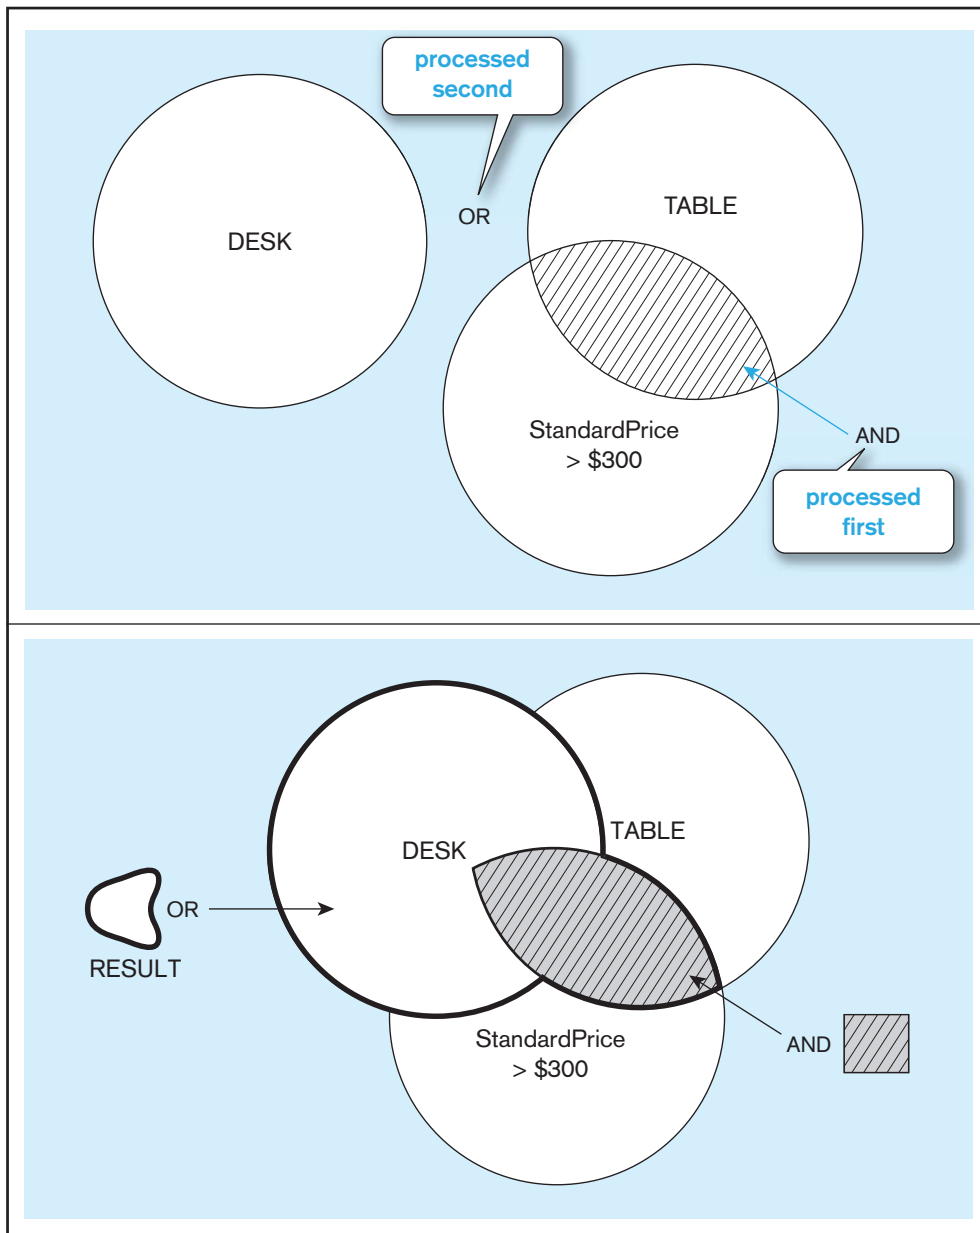 processed
second
OR
TABLE
DESK
StandardPrice
> $300
AND
processed
first
TABLE
DESK
OR
RESULT
StandardPrice
> $300
AND